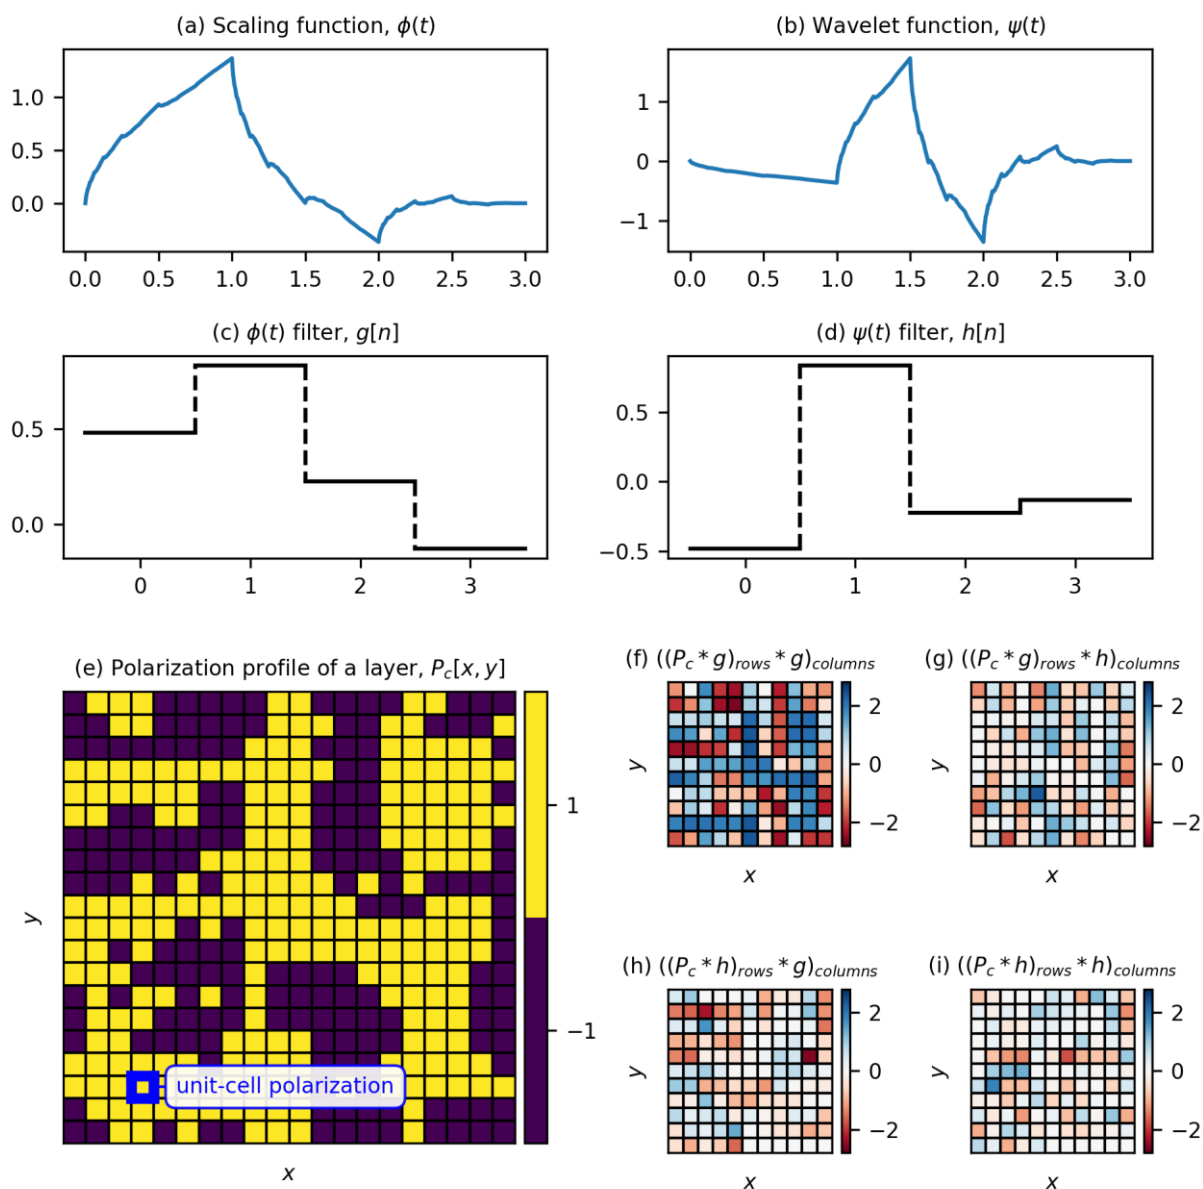 (a) Scaling function, ϕ(t)
1.0
0.5
0.0
0.0 0.5 1.0 1.5 2.0 2.5 3.0
(b) Wavelet function, ψ(t)
1
0
−1
0.0 0.5 1.0 1.5 2.0 2.5 3.0
(c) ϕ(t) filter, g[n]
0.5
0.0
0 1 2 3
(d) ψ(t) filter, h[n]
0.5
0.0
−0.5
0 1 2 3
(e) Polarization profile of a layer, P_c[x, y]
y
unit-cell polarization
x
1
−1
(f) ((P_c * g)_rows * g)_columns
y
x
2
0
−2
(g) ((P_c * g)_rows * h)_columns
y
x
2
0
−2
(h) ((P_c * h)_rows * g)_columns
y
x
2
0
−2
(i) ((P_c * h)_rows * h)_columns
y
x
2
0
−2